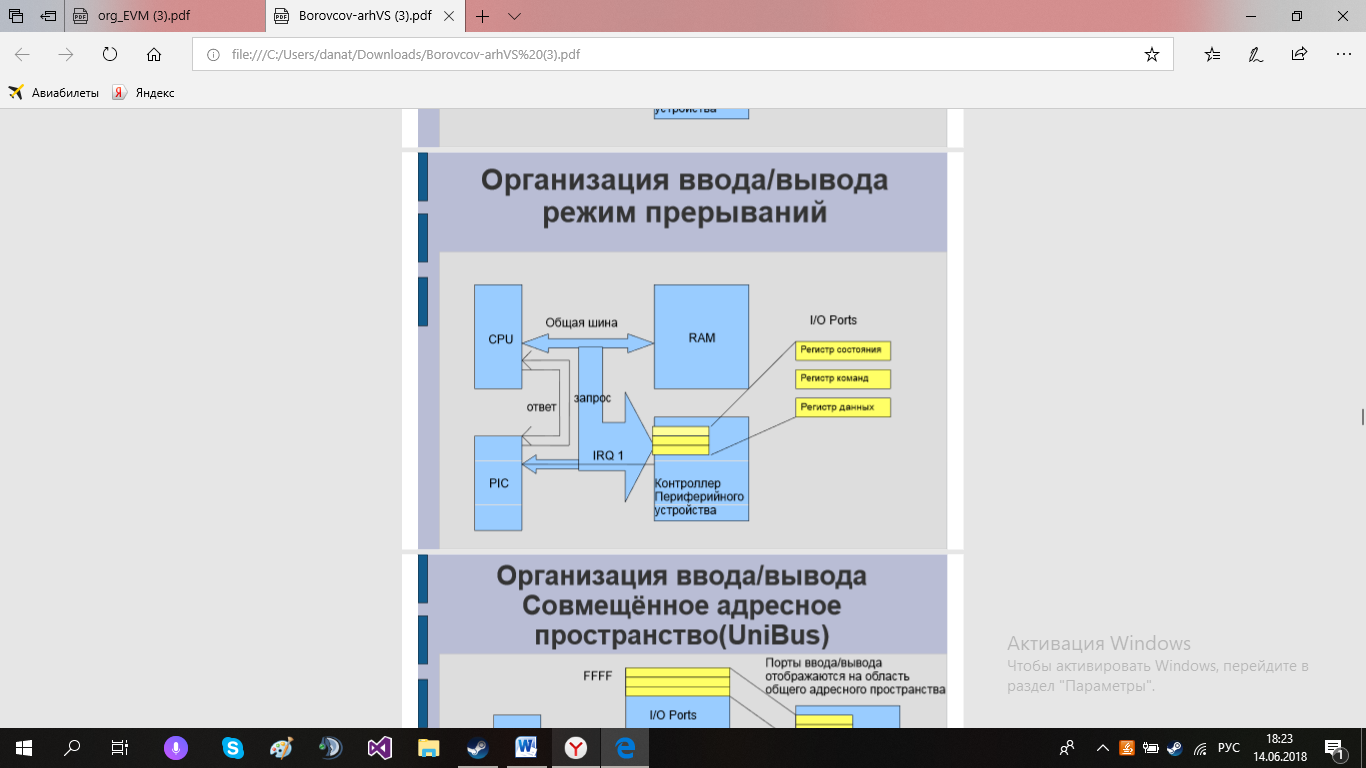 org_EVM (3).pdf
Borovcov-arhVS (3).pdf
file:///C:/Users/danat/Downloads/Borovcov-arhVS%20(3).pdf
Авиабилеты
Яндекс
устройства
Организация ввода/вывода
режим прерываний
CPU
Общая шина
RAM
I/O Ports
Регистр состояния
Регистр команд
Регистр данных
ответ
запрос
IRQ 1
PIC
Контроллер
Периферийного
устройства
Организация ввода/вывода
Совмещённое адресное
пространство(UniBus)
FFFF
I/O Ports
Порты ввода/вывода
отображаются на область
общего адресного пространства
Активация Windows
Чтобы активировать Windows, перейдите в
раздел "Параметры".
РУС
18:23
14.06.2018
1